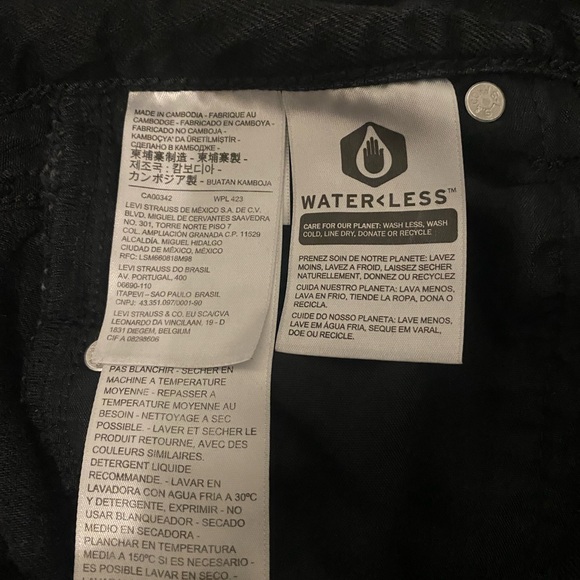 MADE IN CAMBODIA - FABRIQUE AU
CAMBODGE - FABRICADO EN CAMBOYA -
FABRICADO NO CAMBOJA -
KAMBOÇYA'DA ÜRETİLMİŞTİR -
СДЕЛАНО В КАМБОДЖЕ -
柬埔寨制造 - 柬埔寨製 -
제조국 : 캄보디아 -
カンボジア製 - BUATAN KAMBOJA
CA00342 WPL 423
LEVI STRAUSS DE MÉXICO S.A. DE C.V.
BLVD. MIGUEL DE CERVANTES SAAVEDRA
NO. 301, TORRE NORTE PISO 7
COL. AMPLIACIÓN GRANADA C.P. 11529
ALCALDÍA. MIGUEL HIDALGO
CIUDAD DE MÉXICO
RFC: LSM660818M98
LEVI STRAUSS DO BRASIL
AV. PORTUGAL, 400
06690-110
ITAPEVI – SAO PAULO BRASIL
CNPJ: 43.351.097/0001-90
LEVI STRAUSS & CO. EU SCA/CVA
LEONARDO DA VINCILAAN, 19 - D
1831 DIEGEM, BELGIUM
CIF A 08298606
WATER<LESS™
CARE FOR OUR PLANET: WASH LESS, WASH
COLD, LINE DRY, DONATE OR RECYCLE
PRENEZ SOIN DE NOTRE PLANETE: LAVEZ
MOINS, LAVEZ A FROID, LAISSEZ SECHER
NATURELLEMENT, DONNEZ OU RECYCLEZ
CUIDA NUESTRO PLANETA: LAVA MENOS,
LAVA EN FRIO, TIENDE LA ROPA, DONA O
RECICLA.
CUIDE DO NOSSO PLANETA: LAVE MENOS,
LAVE EM ÁGUA FRIA, SEQUE EM VARAL,
DOE OU RECICLE.
PAS BLANCHIR - SECHER EN
MACHINE A TEMPERATURE
MOYENNE - REPASSER A
TEMPERATURE MOYENNE AU
BESOIN - NETTOYAGE A SEC
POSSIBLE. - LAVER ET SECHER LE
PRODUIT RETOURNE, AVEC DES
COULEURS SIMILAIRES.
DETERGENT LIQUIDE
RECOMMANDE. - LAVAR EN
LAVADORA CON AGUA FRIA A 30ºC
Y DETERGENTE, EXPRIMIR - NO
USAR BLANQUEADOR - SECADO
MEDIO EN SECADORA -
PLANCHAR EN TEMPERATURA
MEDIA A 150ºC SI ES NECESARIO -
ES POSIBLE LAVAR EN SECO. -